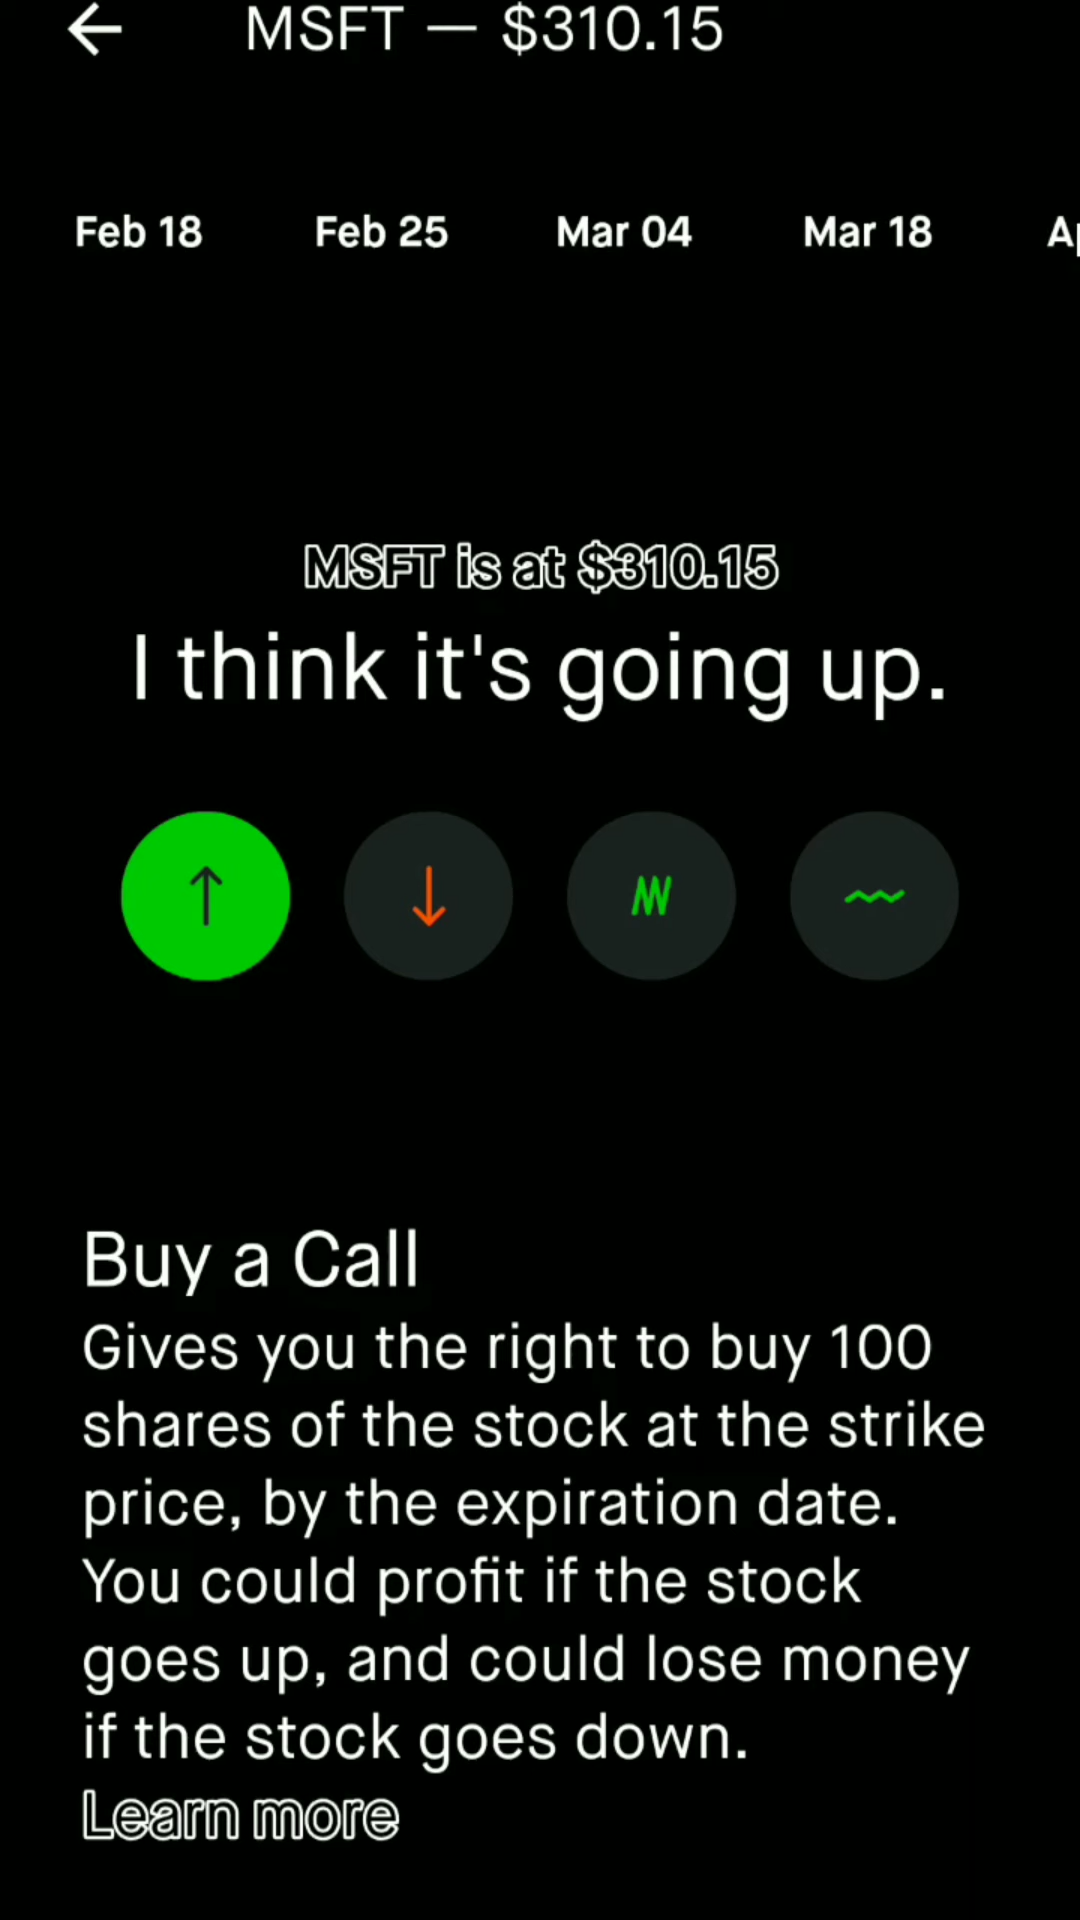 MSFT — $310.15
Feb 18 Feb 25 Mar 04 Mar 18 Ap
MSFT is at $310.15
I think it's going up.
Buy a Call
Gives you the right to buy 100
shares of the stock at the strike
price, by the expiration date.
You could profit if the stock
goes up, and could lose money
if the stock goes down.
Learn more